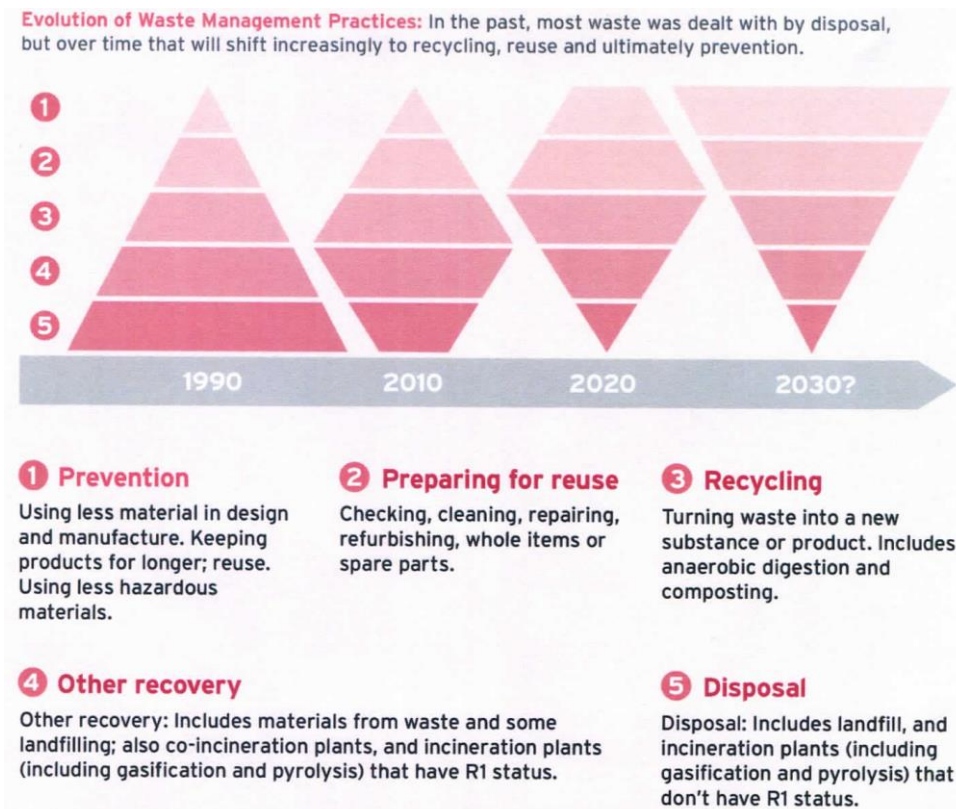 Evolution of Waste Management Practices: In the past, most waste was dealt with by disposal,
but over time that will shift increasingly to recycling, reuse and ultimately prevention.
1
2
3
4
5
1990 2010 2020 2030?
1 Prevention
Using less material in design
and manufacture. Keeping
products for longer; reuse.
Using less hazardous
materials.
2 Preparing for reuse
Checking, cleaning, repairing,
refurbishing, whole items or
spare parts.
3 Recycling
Turning waste into a new
substance or product. Includes
anaerobic digestion and
composting.
4 Other recovery
Other recovery: Includes materials from waste and some
landfilling; also co-incineration plants, and incineration plants
(including gasification and pyrolysis) that have R1 status.
5 Disposal
Disposal: Includes landfill, and
incineration plants (including
gasification and pyrolysis) that
don't have R1 status.